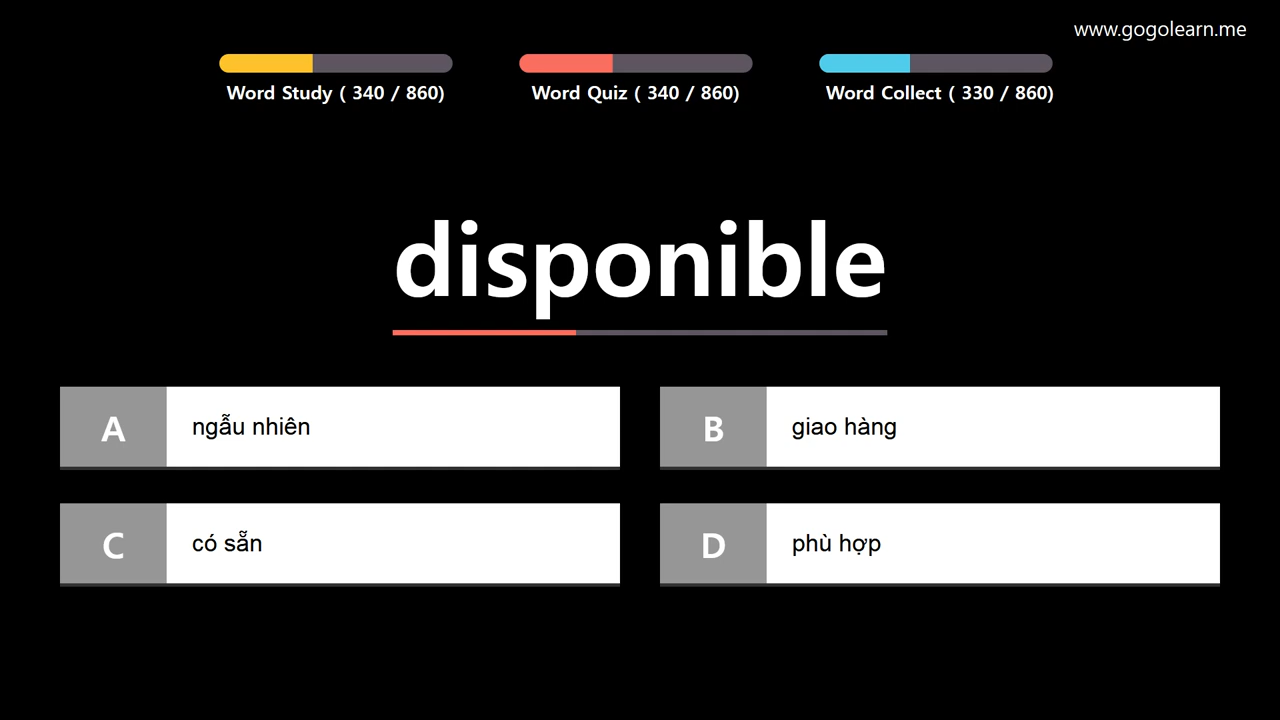 www.gogolearn.me
Word Study ( 340 / 860)
Word Quiz ( 340 / 860)
Word Collect ( 330 / 860)
disponible
A ngẫu nhiên
B giao hàng
C có sẵn
D phù hợp